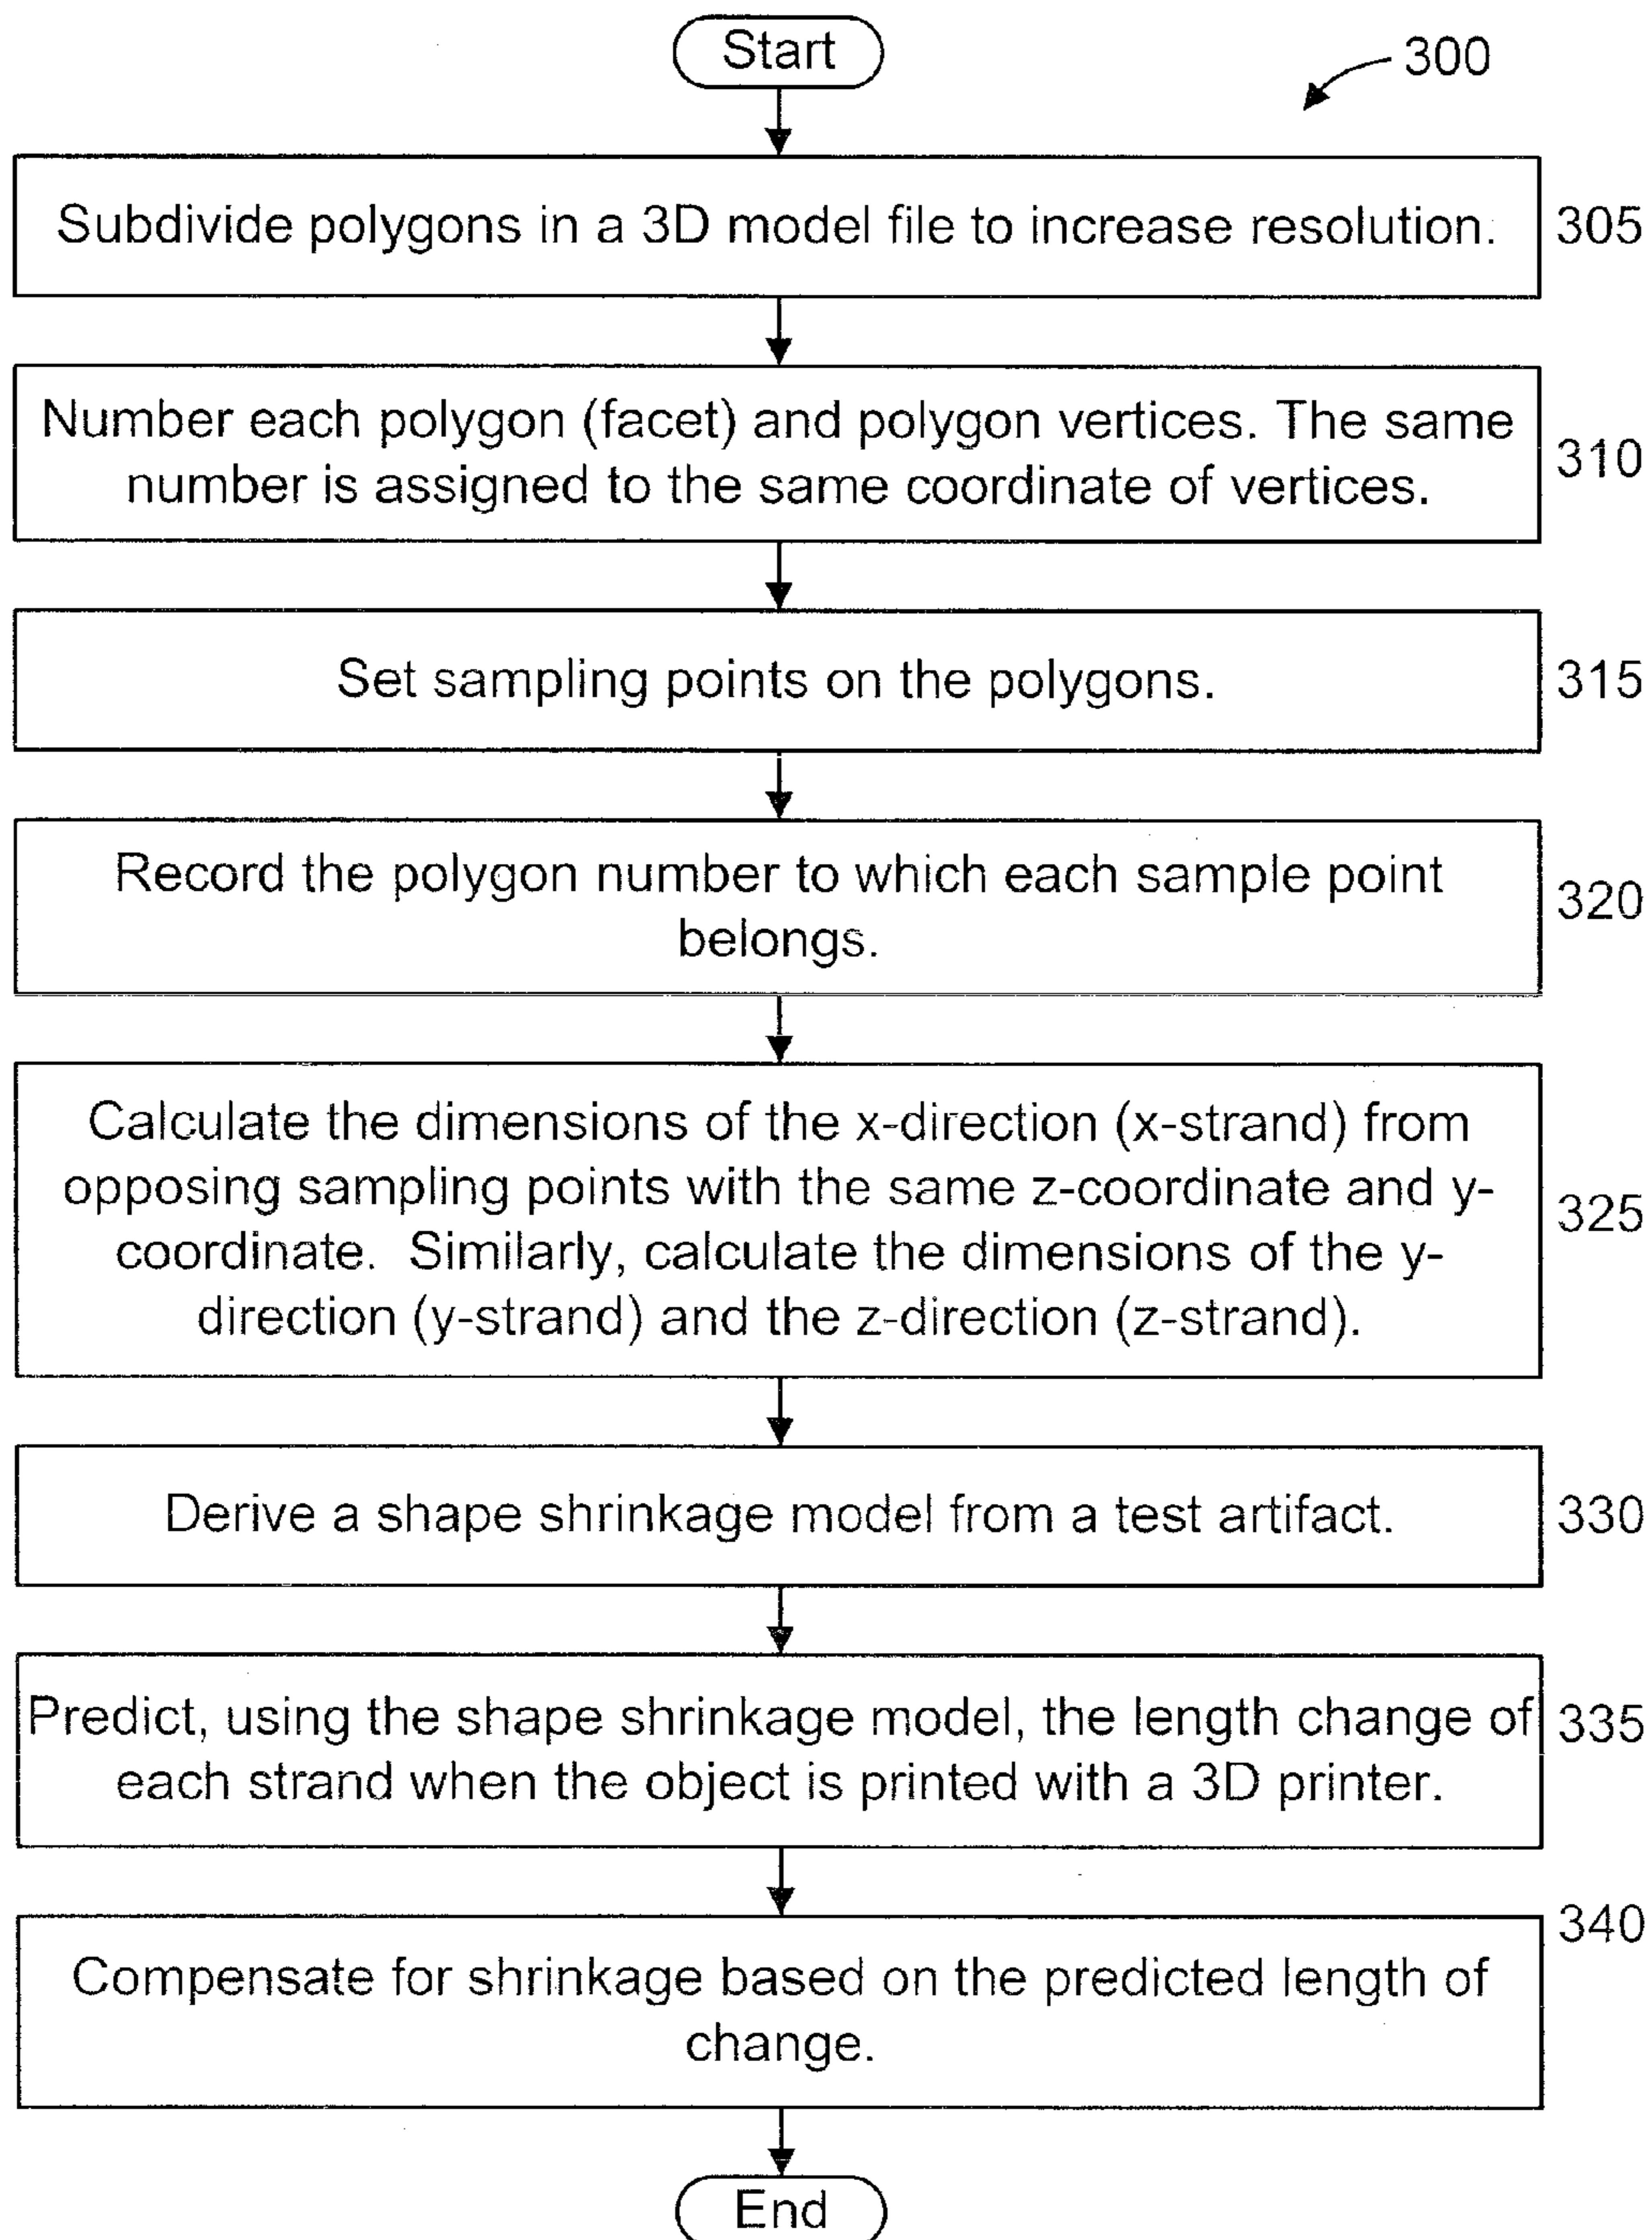 Start
300
Subdivide polygons in a 3D model file to increase resolution.
305
Number each polygon (facet) and polygon vertices. The same
number is assigned to the same coordinate of vertices.
310
Set sampling points on the polygons.
315
Record the polygon number to which each sample point
belongs.
320
Calculate the dimensions of the x-direction (x-strand) from
opposing sampling points with the same z-coordinate and y-
coordinate. Similarly, calculate the dimensions of the y-
direction (y-strand) and the z-direction (z-strand).
325
Derive a shape shrinkage model from a test artifact.
330
Predict, using the shape shrinkage model, the length change of
each strand when the object is printed with a 3D printer.
335
Compensate for shrinkage based on the predicted length of
change.
340
End